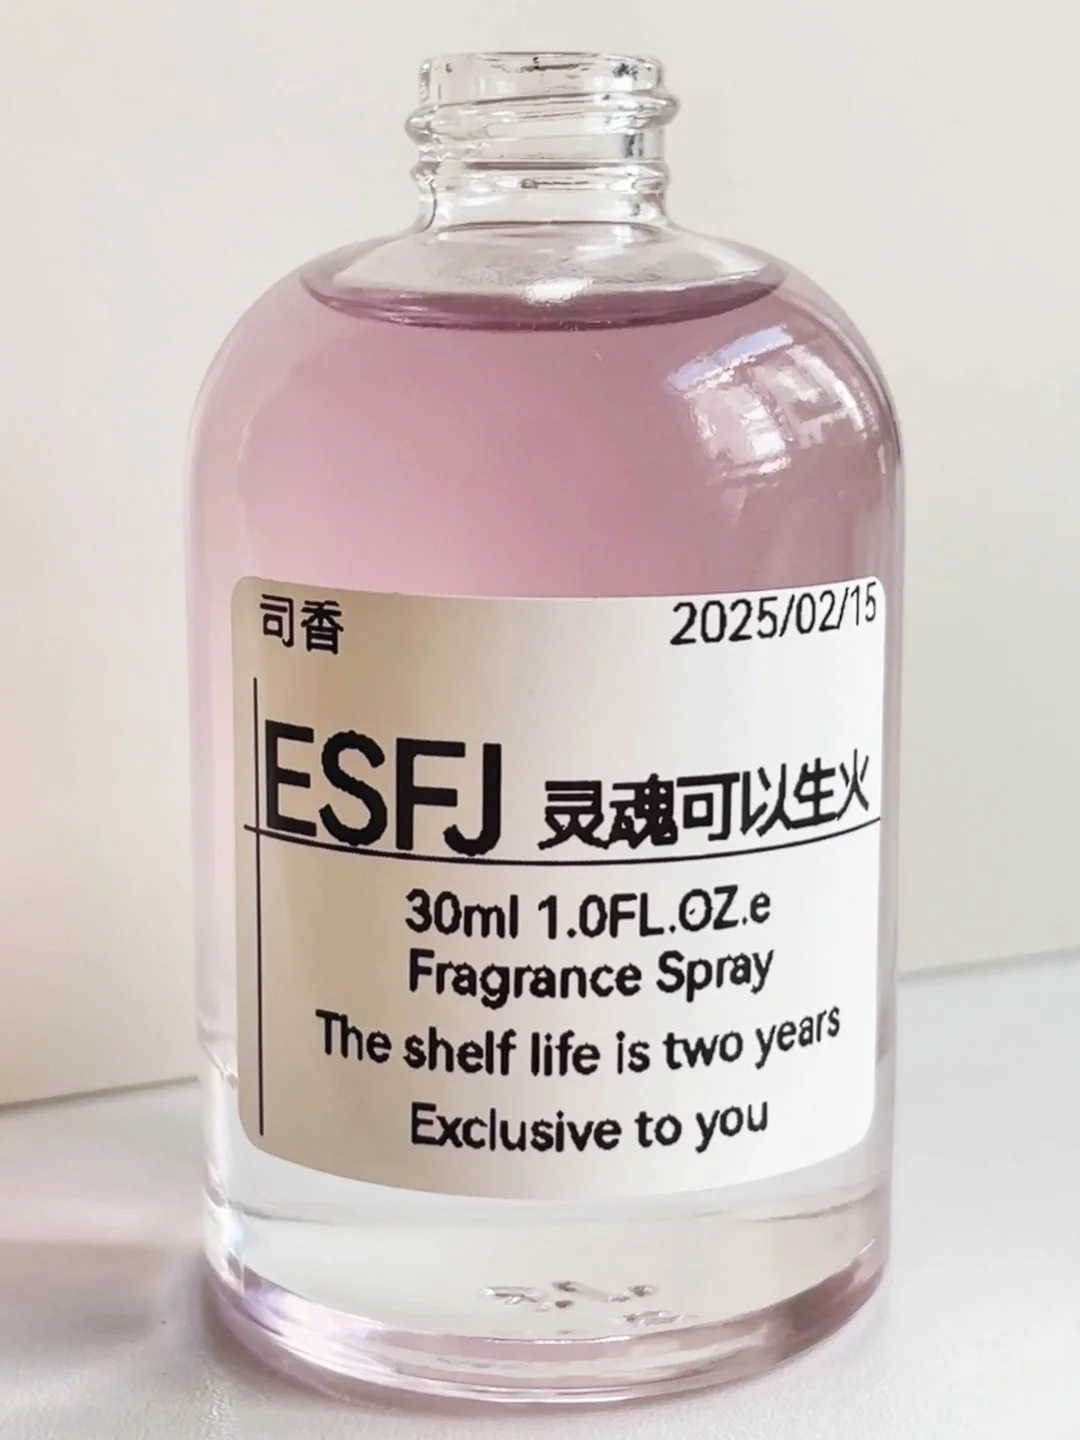 司香 2025/02/15
ESFJ 灵魂可以生火
30ml 1.0FL.OZ.e
Fragrance Spray
The shelf life is two years
Exclusive to you